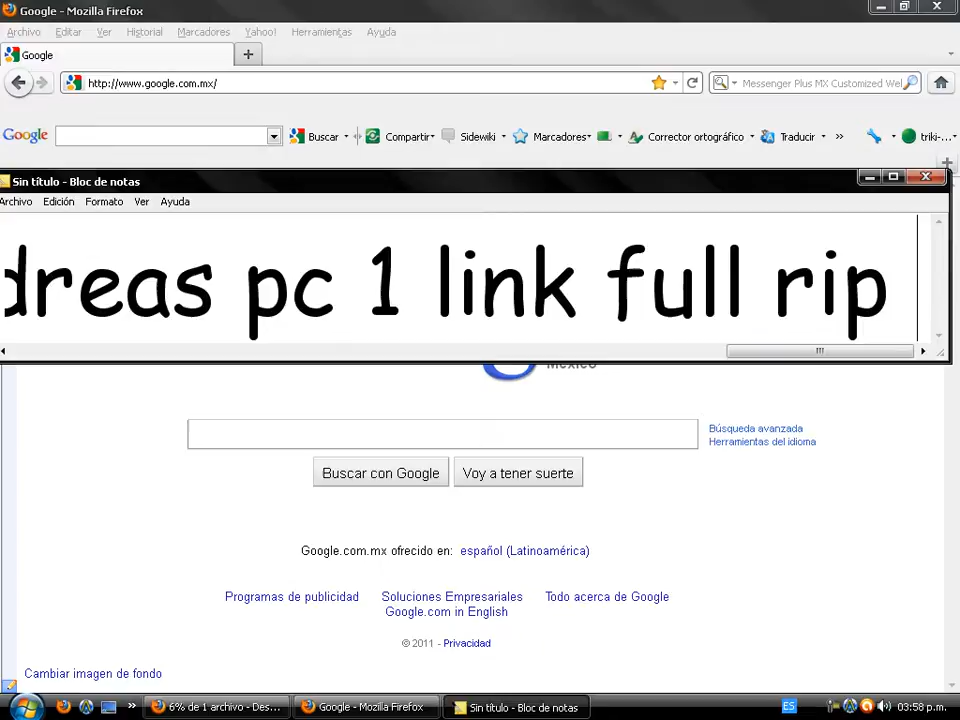 Google - Mozilla Firefox
Archivo Editar Ver Historial Marcadores Yahoo! Herramientas Ayuda
Google
http://www.google.com.mx/ Messenger Plus MX Customized Wel
Google Buscar Compartir Sidewiki Marcadores Corrector ortográfico Traducir » triki-...
Sin título - Bloc de notas
Archivo Edición Formato Ver Ayuda
dreas pc 1 link full rip
México
Búsqueda avanzada
Herramientas del idioma
Buscar con Google Voy a tener suerte
Google.com.mx ofrecido en: español (Latinoamérica)
Programas de publicidad Soluciones Empresariales Todo acerca de Google
Google.com in English
© 2011 - Privacidad
Cambiar imagen de fondo
» 6% de 1 archivo - Des... Google - Mozilla Firefox Sin título - Bloc de notas ES 03:58 p.m.